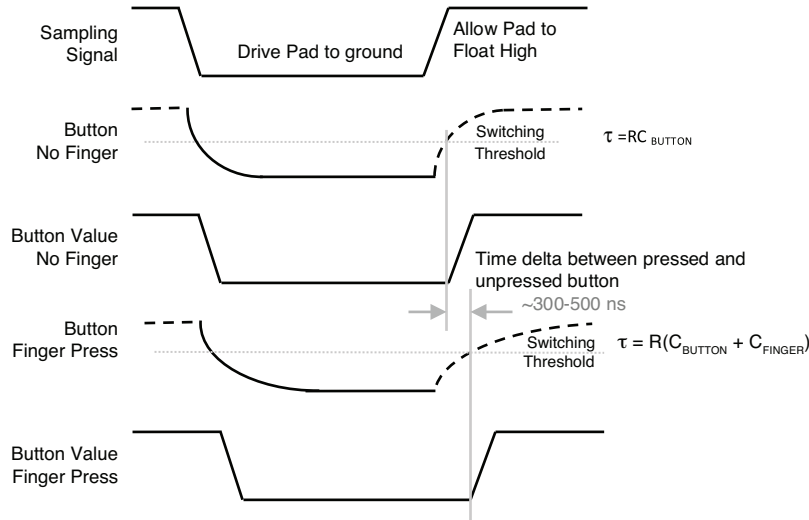 Sampling
Signal
Drive Pad to ground
Allow Pad to
Float High
Button
No Finger
Switching
Threshold
τ =RC BUTTON
Button Value
No Finger
Time delta between pressed and
unpressed button
~300-500 ns
Button
Finger Press
Switching
Threshold
τ = R(CBUTTON + CFINGER)
Button Value
Finger Press